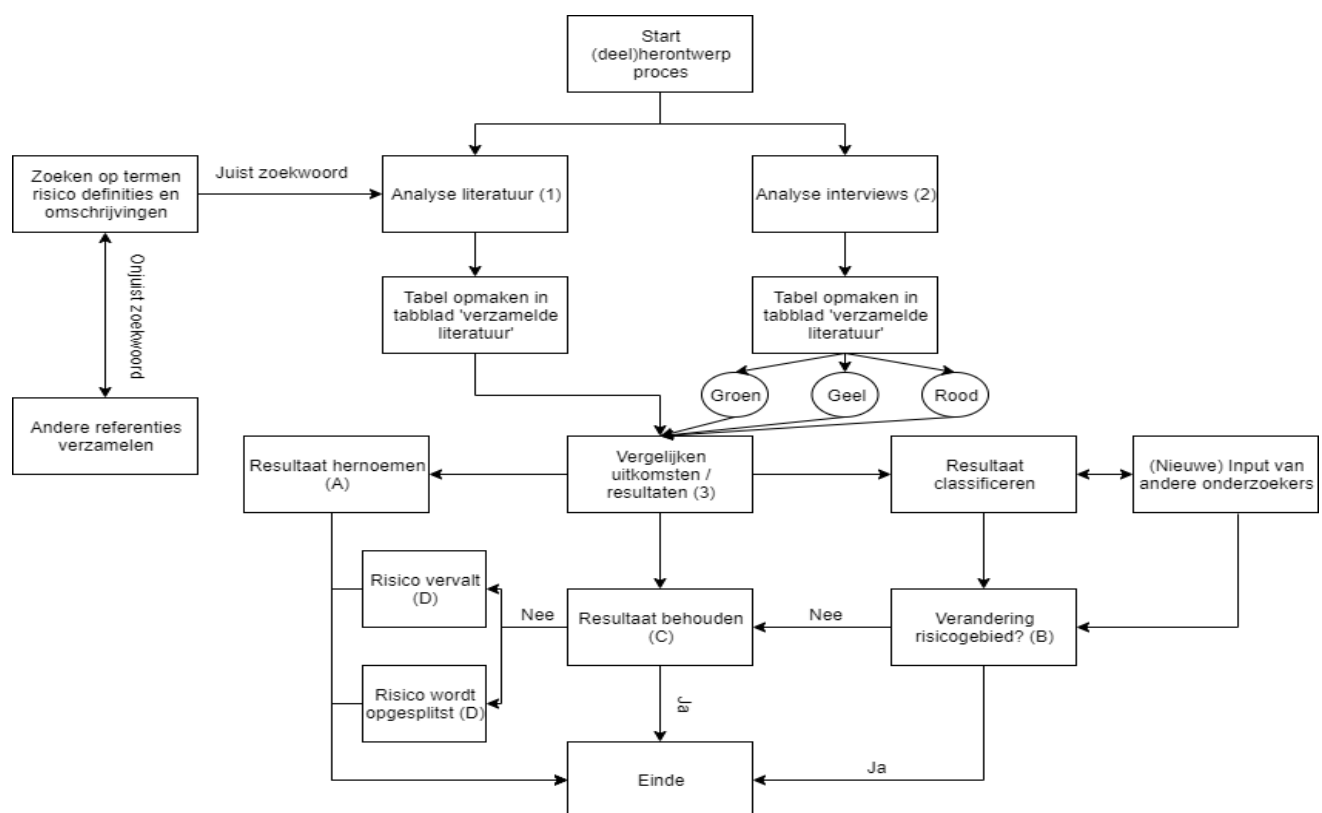 Start
(deel)herontwerp
proces
Zoeken op termen
risico definities en
omschrijvingen
Juist zoekwoord
Analyse literatuur (1)
Analyse interviews (2)
Onjuist zoekwoord
Tabel opmaken in
tabblad 'verzamelde
literatuur'
Tabel opmaken in
tabblad 'verzamelde
literatuur'
Groen
Geel
Rood
Andere referenties
verzamelen
Resultaat hernoemen
(A)
Vergelijken
uitkomsten /
resultaten (3)
Resultaat
classificeren
(Nieuwe) Input van
andere onderzoekers
Risico vervalt
(D)
Nee
Resultaat behouden
(C)
Nee
Verandering
risicogebied? (B)
Risico wordt
opgesplitst (D)
Ja
Einde
Ja